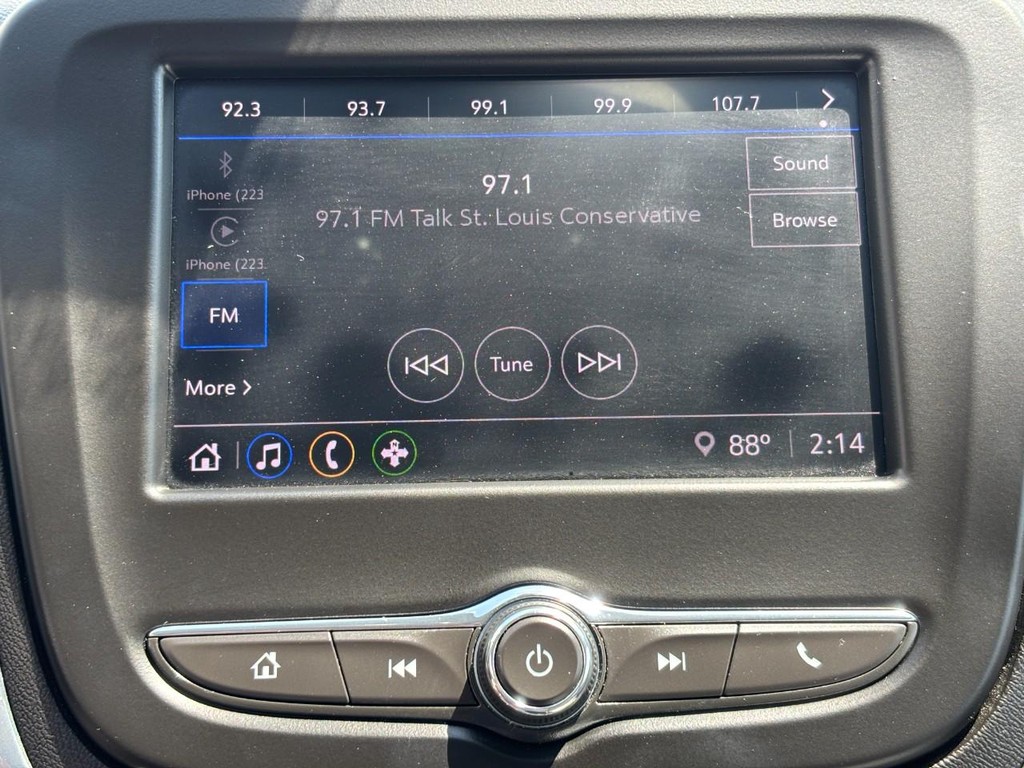 92.3 93.7 99.1 99.9 107.7
iPhone (223
iPhone (223
FM
More
97.1
97.1 FM Talk St. Louis Conservative
Sound
Browse
Tune
N
88° 2:14